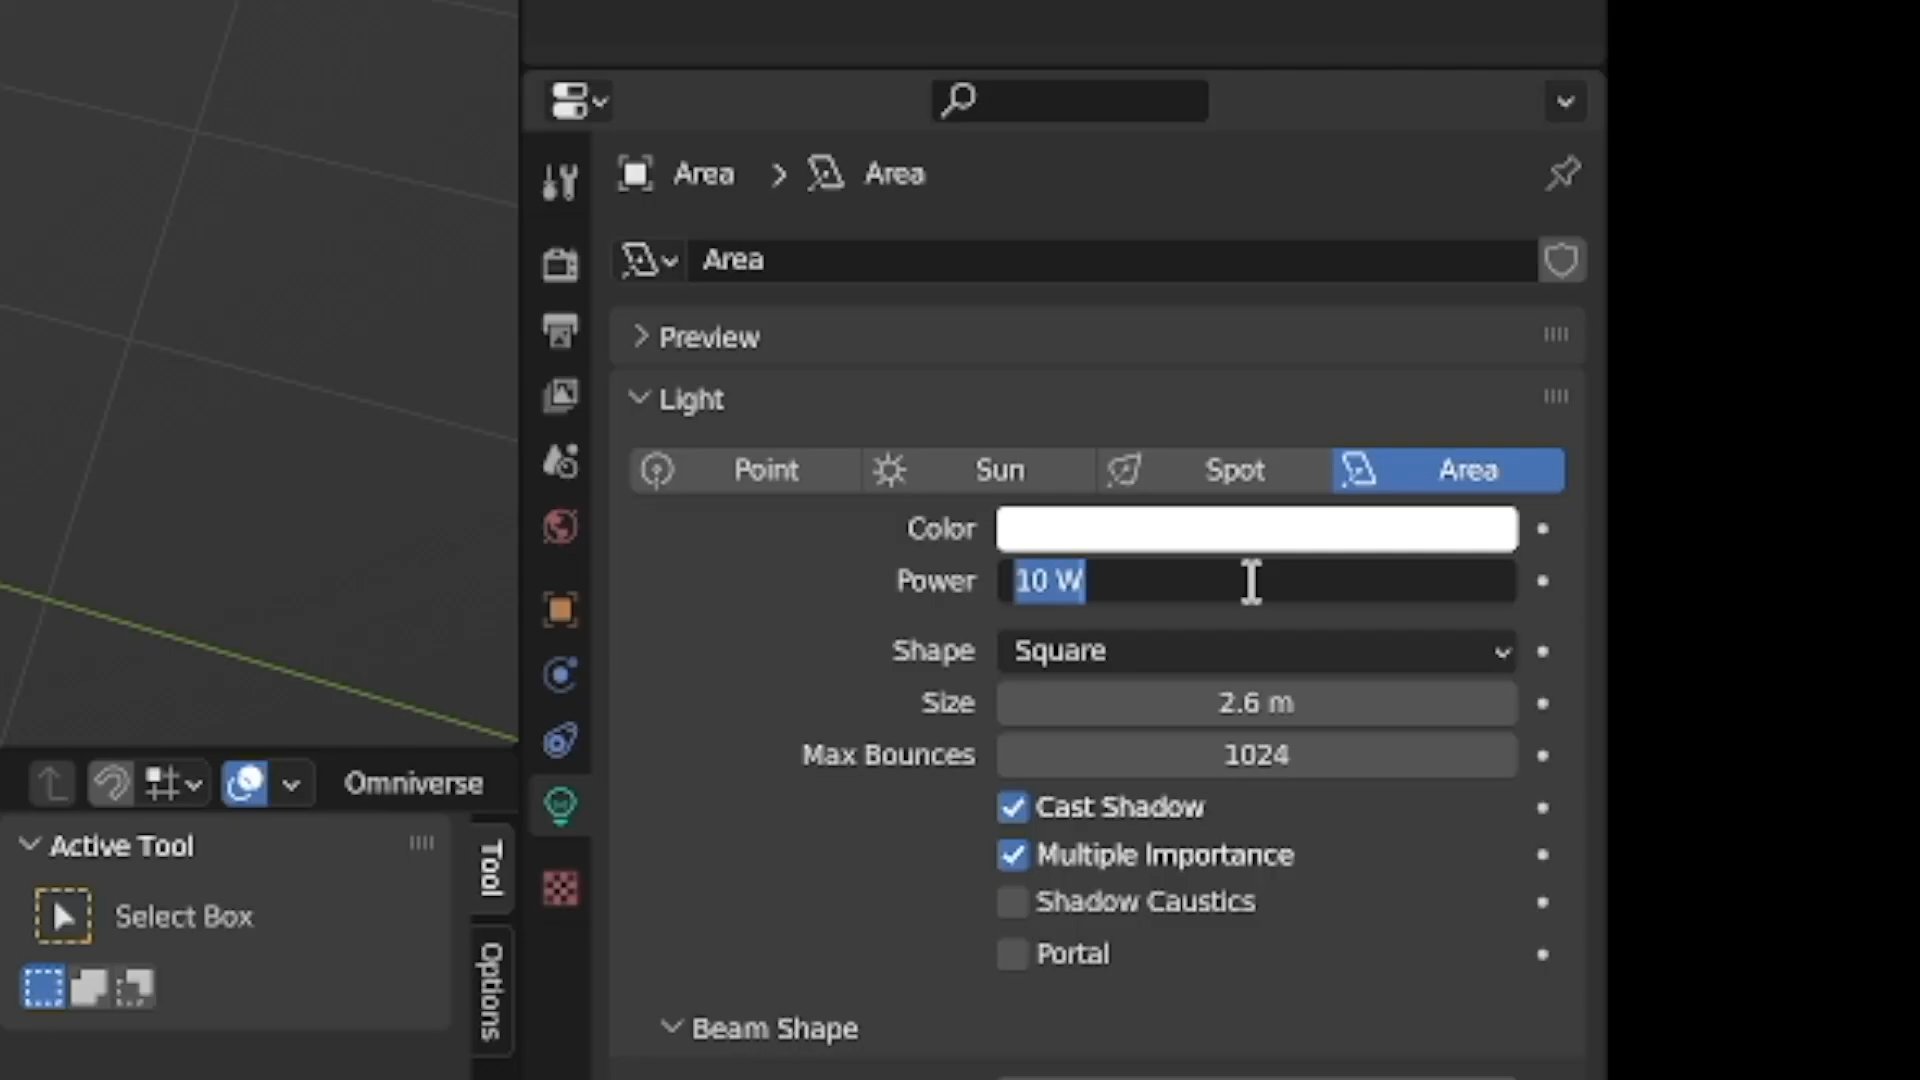 Area > Area
Area
Preview
Light
Point Sun Spot Area
Color
Power 10 W
Shape Square
Size 2.6 m
Max Bounces 1024
Cast Shadow
Multiple Importance
Shadow Caustics
Portal
Beam Shape
Omniverse
Active Tool
Select Box
Tool
Options